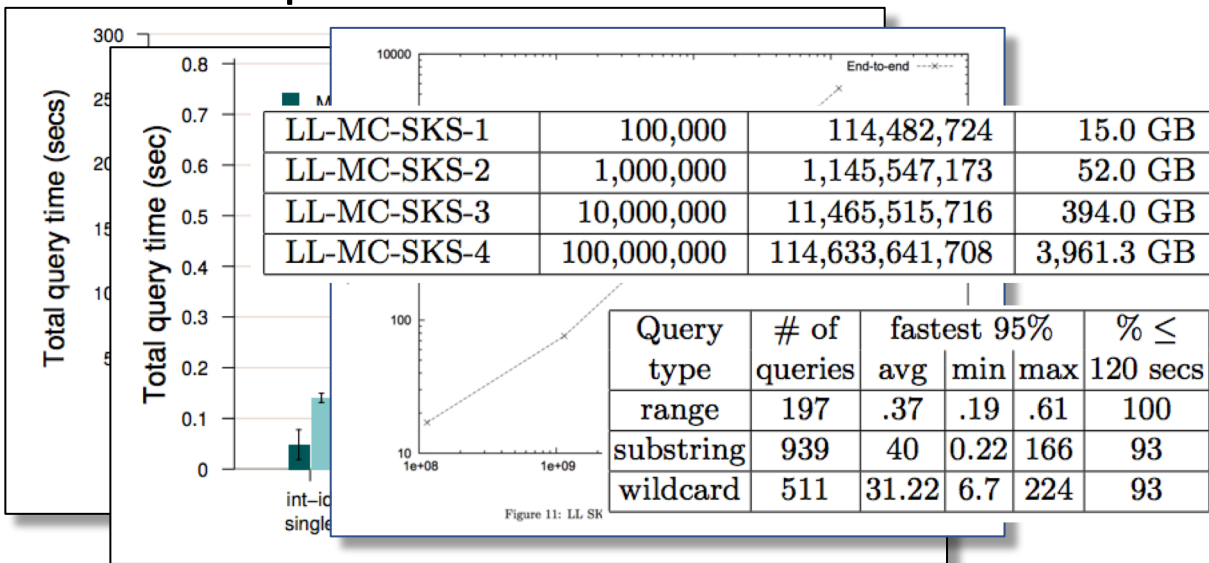 300
25
20
15
10
5
Total query time (secs)
0.8
0.7
0.6
0.5
0.4
0.3
0.2
0.1
0
Total query time (sec)
int-id
single
10000
End-to-end
100
10
1e+08
1e+09
Figure 11: LL SK
LL-MC-SKS-1 100,000 114,482,724 15.0 GB
LL-MC-SKS-2 1,000,000 1,145,547,173 52.0 GB
LL-MC-SKS-3 10,000,000 11,465,515,716 394.0 GB
LL-MC-SKS-4 100,000,000 114,633,641,708 3,961.3 GB
Query # of fastest 95% % ≤
type queries avg min max 120 secs
range 197 .37 .19 .61 100
substring 939 40 0.22 166 93
wildcard 511 31.22 6.7 224 93